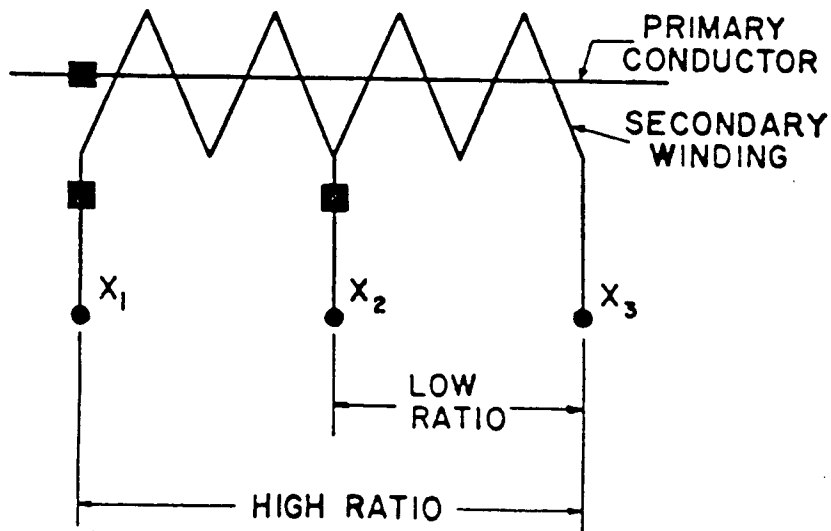 PRIMARY
CONDUCTOR
SECONDARY
WINDING
X₁
X₂
X₃
LOW
RATIO
HIGH RATIO